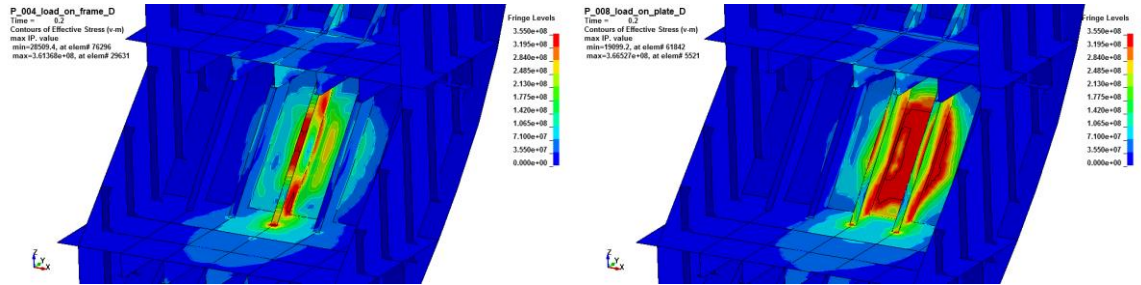 P_004_load_on_frame_D
Time = 0.2
Contours of Effective Stress (v-m)
max IP. value
min=28509.4, at elem# 76296
max=3.61368e+08, at elem# 29631
Fringe Levels
3.550e+08
3.195e+08
2.840e+08
2.485e+08
2.130e+08
1.775e+08
1.420e+08
1.065e+08
7.100e+07
3.550e+07
0.000e+00
Z
Y
X
P_008_load_on_plate_D
Time = 0.2
Contours of Effective Stress (v-m)
max IP. value
min=19099.2, at elem# 61842
max=3.66527e+08, at elem# 5521
Fringe Levels
3.550e+08
3.195e+08
2.840e+08
2.485e+08
2.130e+08
1.775e+08
1.420e+08
1.065e+08
7.100e+07
3.550e+07
0.000e+00
Z
Y
X